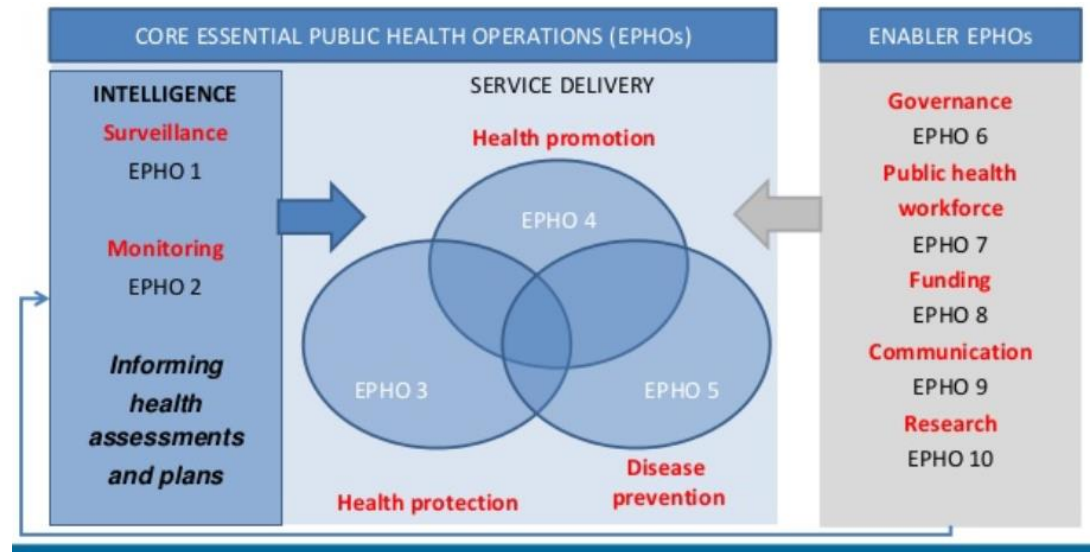 CORE ESSENTIAL PUBLIC HEALTH OPERATIONS (EPHOs)
INTELLIGENCE
Surveillance
EPHO 1
Monitoring
EPHO 2
Informing
health
assessments
and plans
SERVICE DELIVERY
Health promotion
EPHO 4
EPHO 3
EPHO 5
Health protection
Disease
prevention
ENABLER EPHOs
Governance
EPHO 6
Public health
workforce
EPHO 7
Funding
EPHO 8
Communication
EPHO 9
Research
EPHO 10